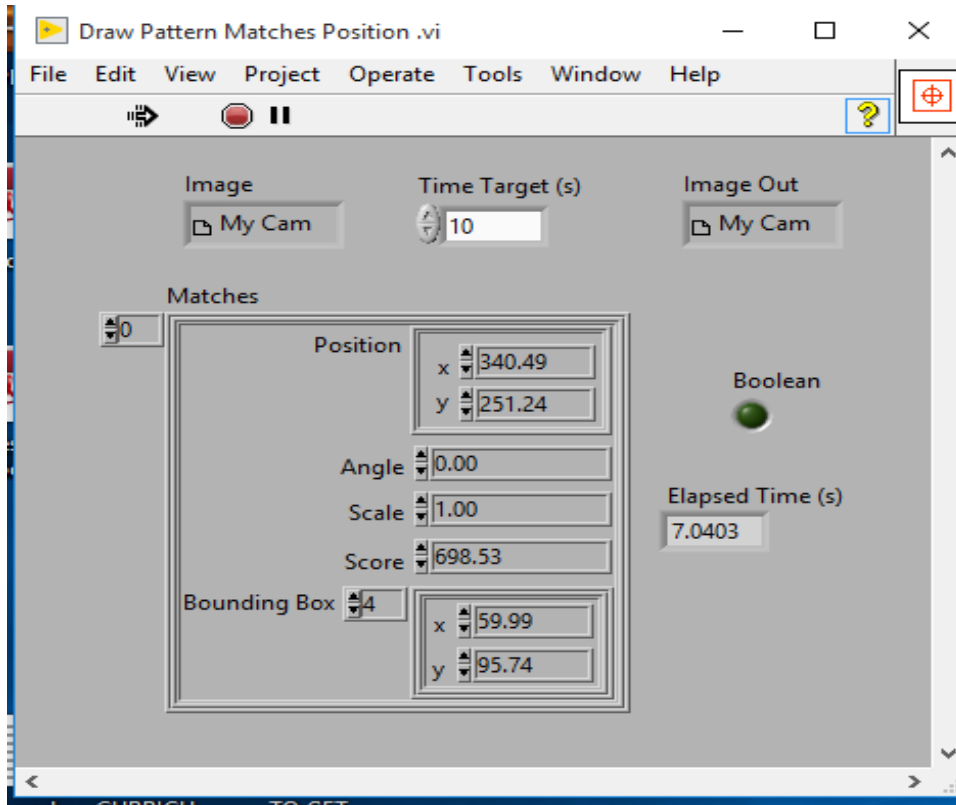 Draw Pattern Matches Position .vi
File Edit View Project Operate Tools Window Help
Image
Time Target (s)
Image Out
My Cam
10
My Cam
Matches
0
Position
x 340.49
y 251.24
Boolean
Angle 0.00
Scale 1.00
Elapsed Time (s)
7.0403
Score 698.53
Bounding Box 4
x 59.99
y 95.74